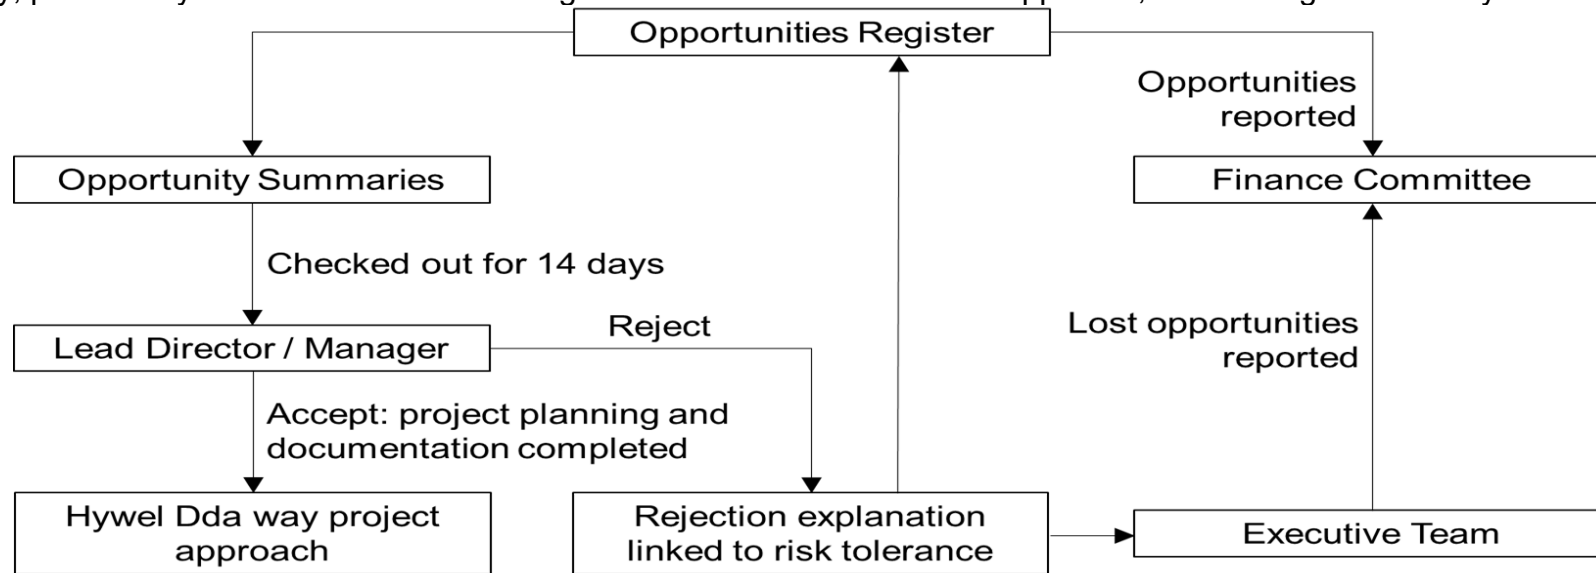 Opportunities Register
Opportunities
reported
Opportunity Summaries
Finance Committee
Checked out for 14 days
Reject
Lost opportunities
reported
Lead Director / Manager
Accept: project planning and
documentation completed
Hywel Dda way project
approach
Rejection explanation
linked to risk tolerance
Executive Team